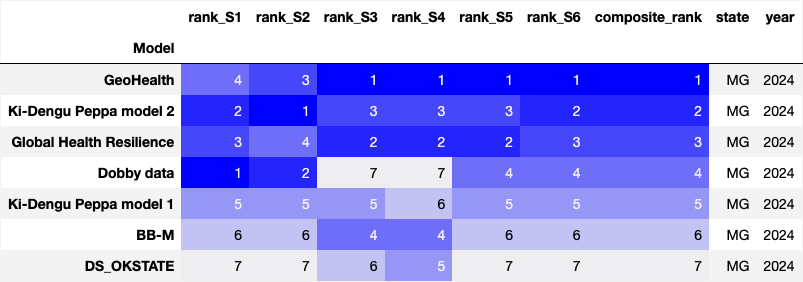 rank_S1 rank_S2 rank_S3 rank_S4 rank_S5 rank_S6 composite_rank state year
Model
GeoHealth 4 3 1 1 1 1 1 MG 2024
Ki-Dengu Peppa model 2 2 1 3 3 3 2 2 MG 2024
Global Health Resilience 3 4 2 2 2 3 3 MG 2024
Dobby data 1 2 7 7 4 4 4 MG 2024
Ki-Dengu Peppa model 1 5 5 5 6 5 5 5 MG 2024
BB-M 6 6 4 4 6 6 6 MG 2024
DS_OKSTATE 7 7 6 5 7 7 7 MG 2024